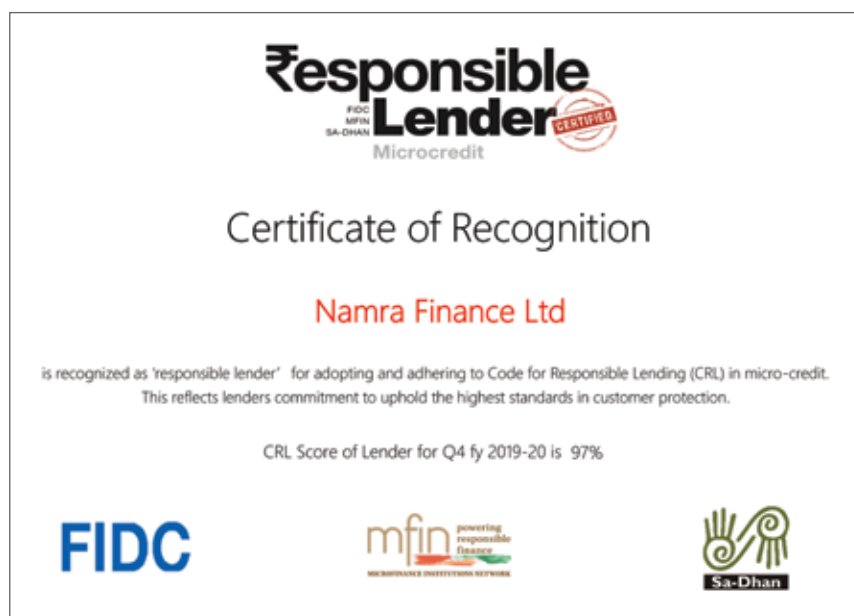 ₹esponsible
FIDC
MFIN
SA-DHAN
Lender
CERTIFIED
Microcredit
Certificate of Recognition
Namra Finance Ltd
is recognized as 'responsible lender' for adopting and adhering to Code for Responsible Lending (CRL) in micro-credit.
This reflects lenders commitment to uphold the highest standards in customer protection.
CRL Score of Lender for Q4 fy 2019-20 is 97%
FIDC
mfin
powering
responsible
finance
MICROFINANCE INSTITUTIONS NETWORK
Sa-Dhan